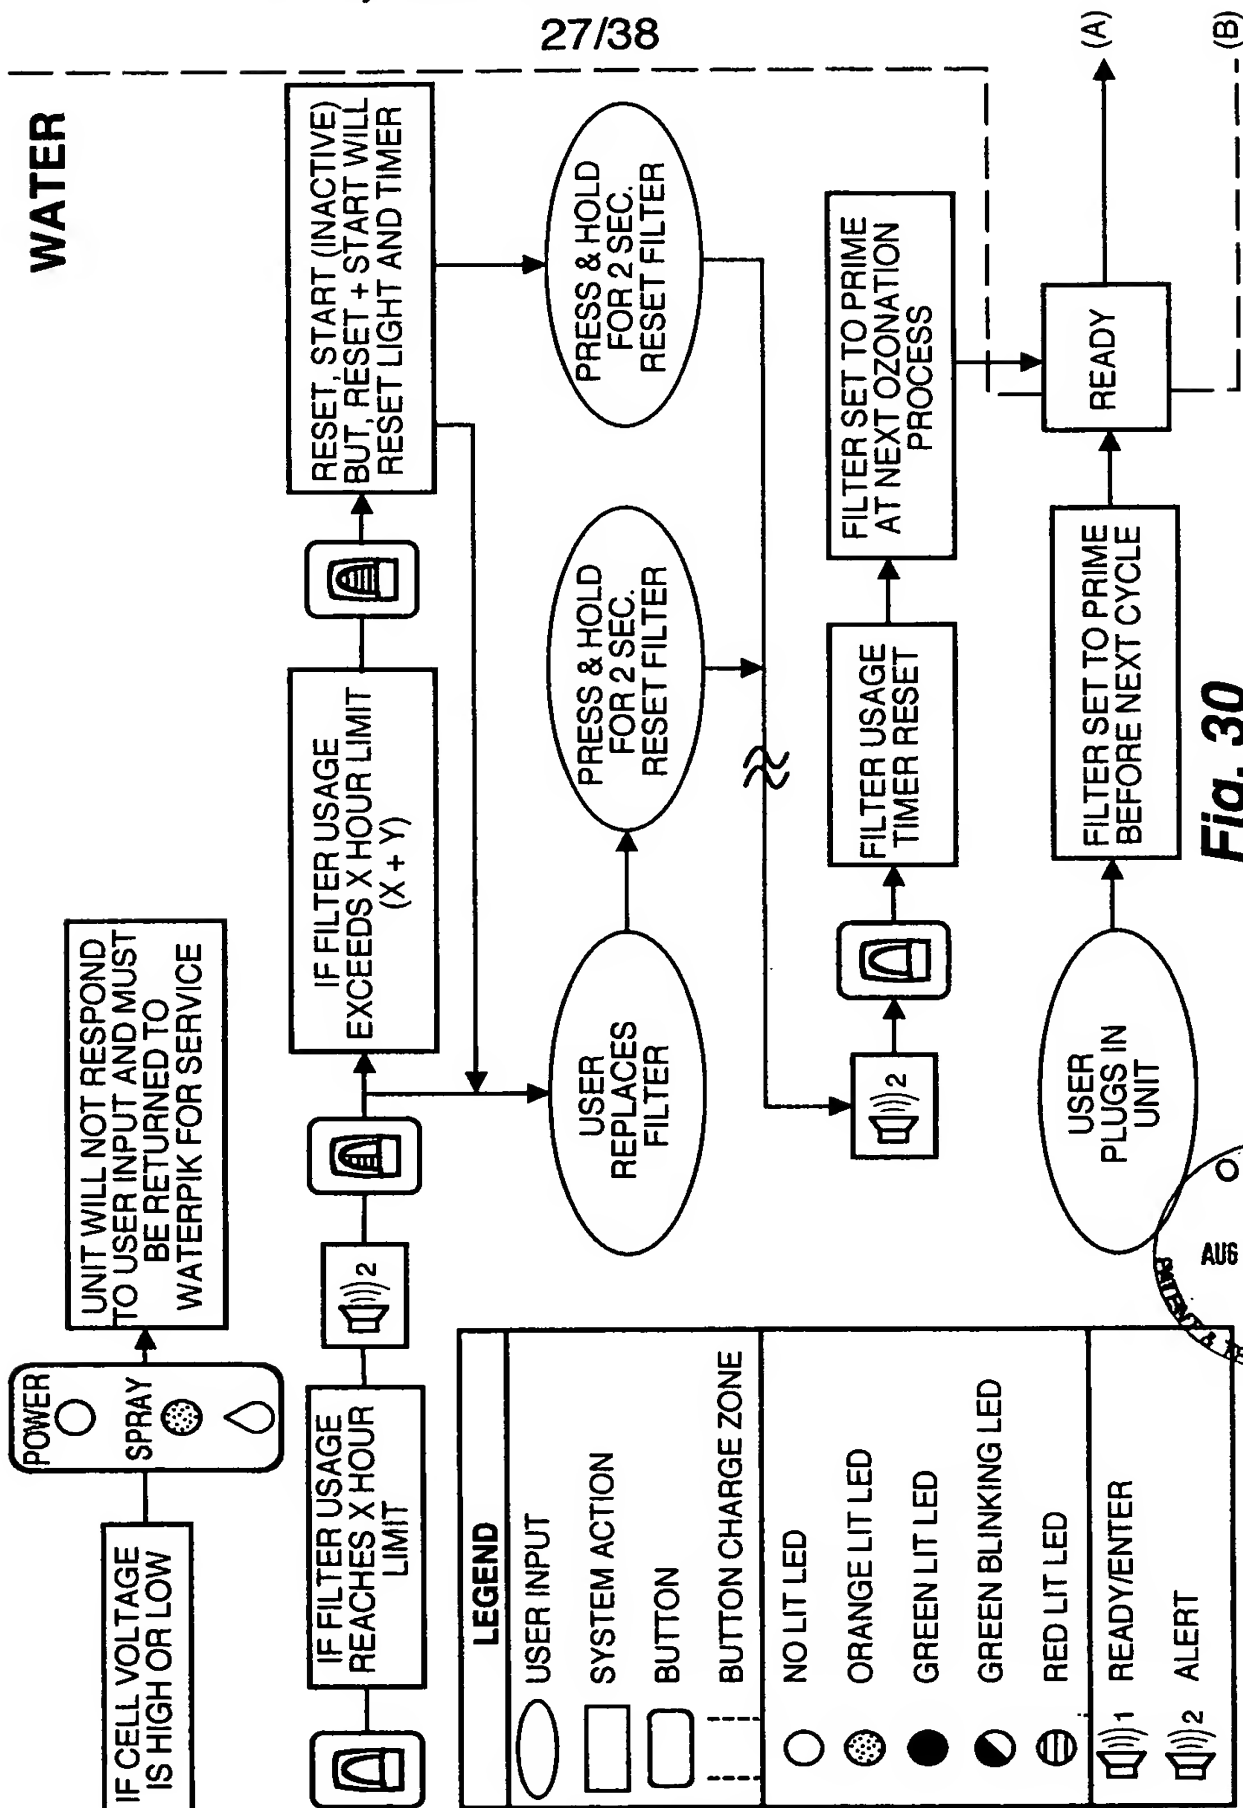 27/38
WATER
IF CELL VOLTAGE
IS HIGH OR LOW
POWER
SPRAY
UNIT WILL NOT RESPOND
TO USER INPUT AND MUST
BE RETURNED TO
WATERPIK FOR SERVICE
IF FILTER USAGE
REACHES X HOUR
LIMIT
2
IF FILTER USAGE
EXCEEDS X HOUR LIMIT
(X + Y)
RESET, START (INACTIVE)
BUT, RESET + START WILL
RESET LIGHT AND TIMER
USER
REPLACES
FILTER
PRESS & HOLD
FOR 2 SEC.
RESET FILTER
PRESS & HOLD
FOR 2 SEC.
RESET FILTER
2
FILTER USAGE
TIMER RESET
FILTER SET TO PRIME
AT NEXT OZONATION
PROCESS
USER
PLUGS IN
UNIT
FILTER SET TO PRIME
BEFORE NEXT CYCLE
READY
(A)
(B)
LEGEND
USER INPUT
SYSTEM ACTION
BUTTON
BUTTON CHARGE ZONE
NO LIT LED
ORANGE LIT LED
GREEN LIT LED
GREEN BLINKING LED
RED LIT LED
1 READY/ENTER
2 ALERT
Fig. 30
AUG